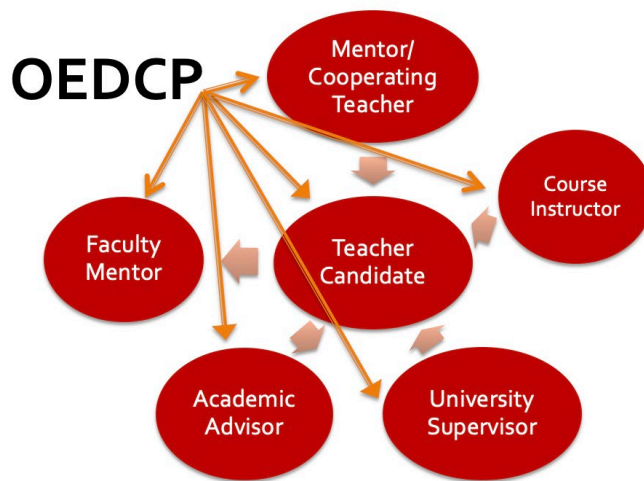 OEDCP
Mentor/
Cooperating
Teacher
Course
Instructor
Faculty
Mentor
Teacher
Candidate
Academic
Advisor
University
Supervisor